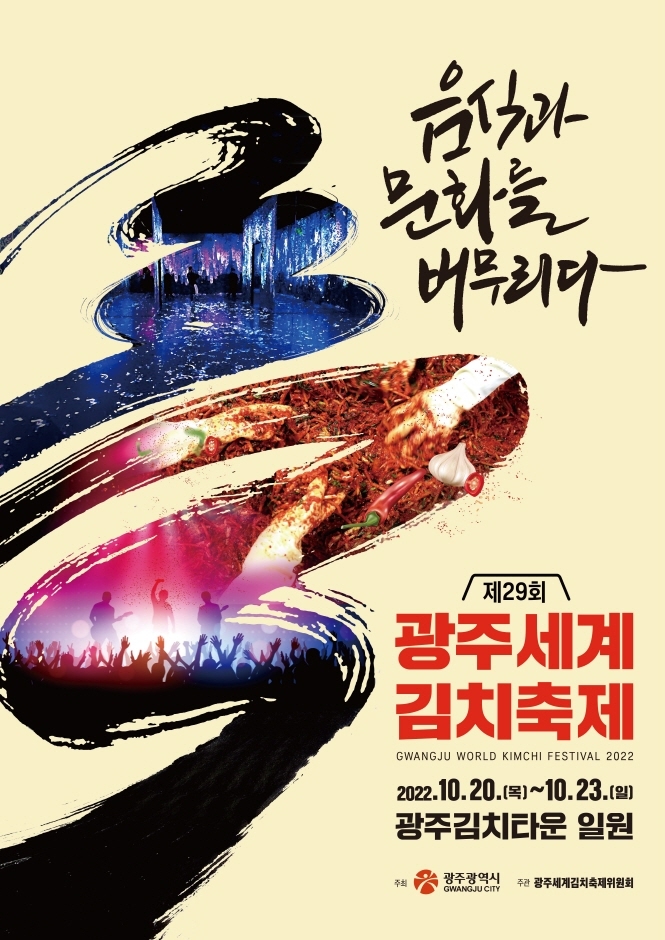 음식과
문화를
버무리다
제29회
광주세계
김치축제
GWANGJU WORLD KIMCHI FESTIVAL 2022
2022.10.20.(목)~10.23.(일)
광주김치타운 일원
주최 광주광역시 GWANGJU CITY 주관 광주세계김치축제위원회